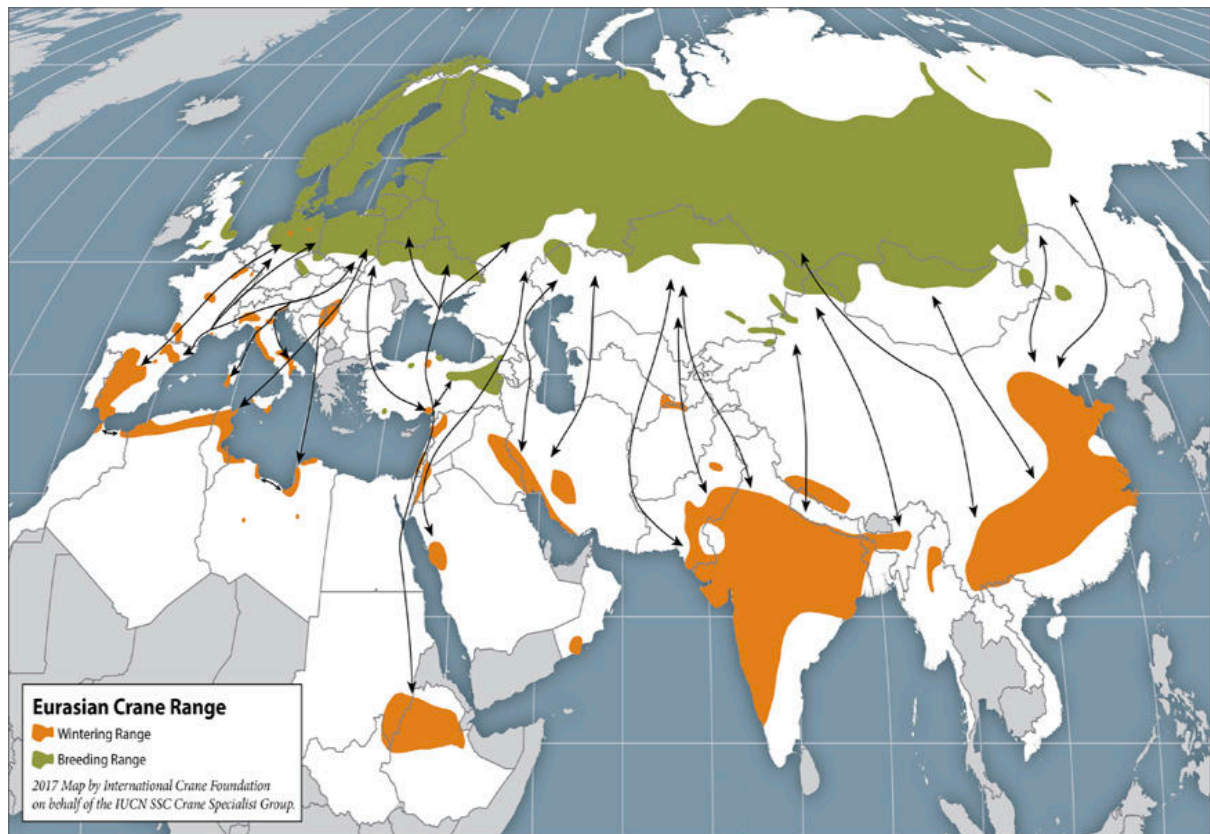 Eurasian Crane Range
Wintering Range
Breeding Range
2017 Map by International Crane Foundation
on behalf of the IUCN SSC Crane Specialist Group.